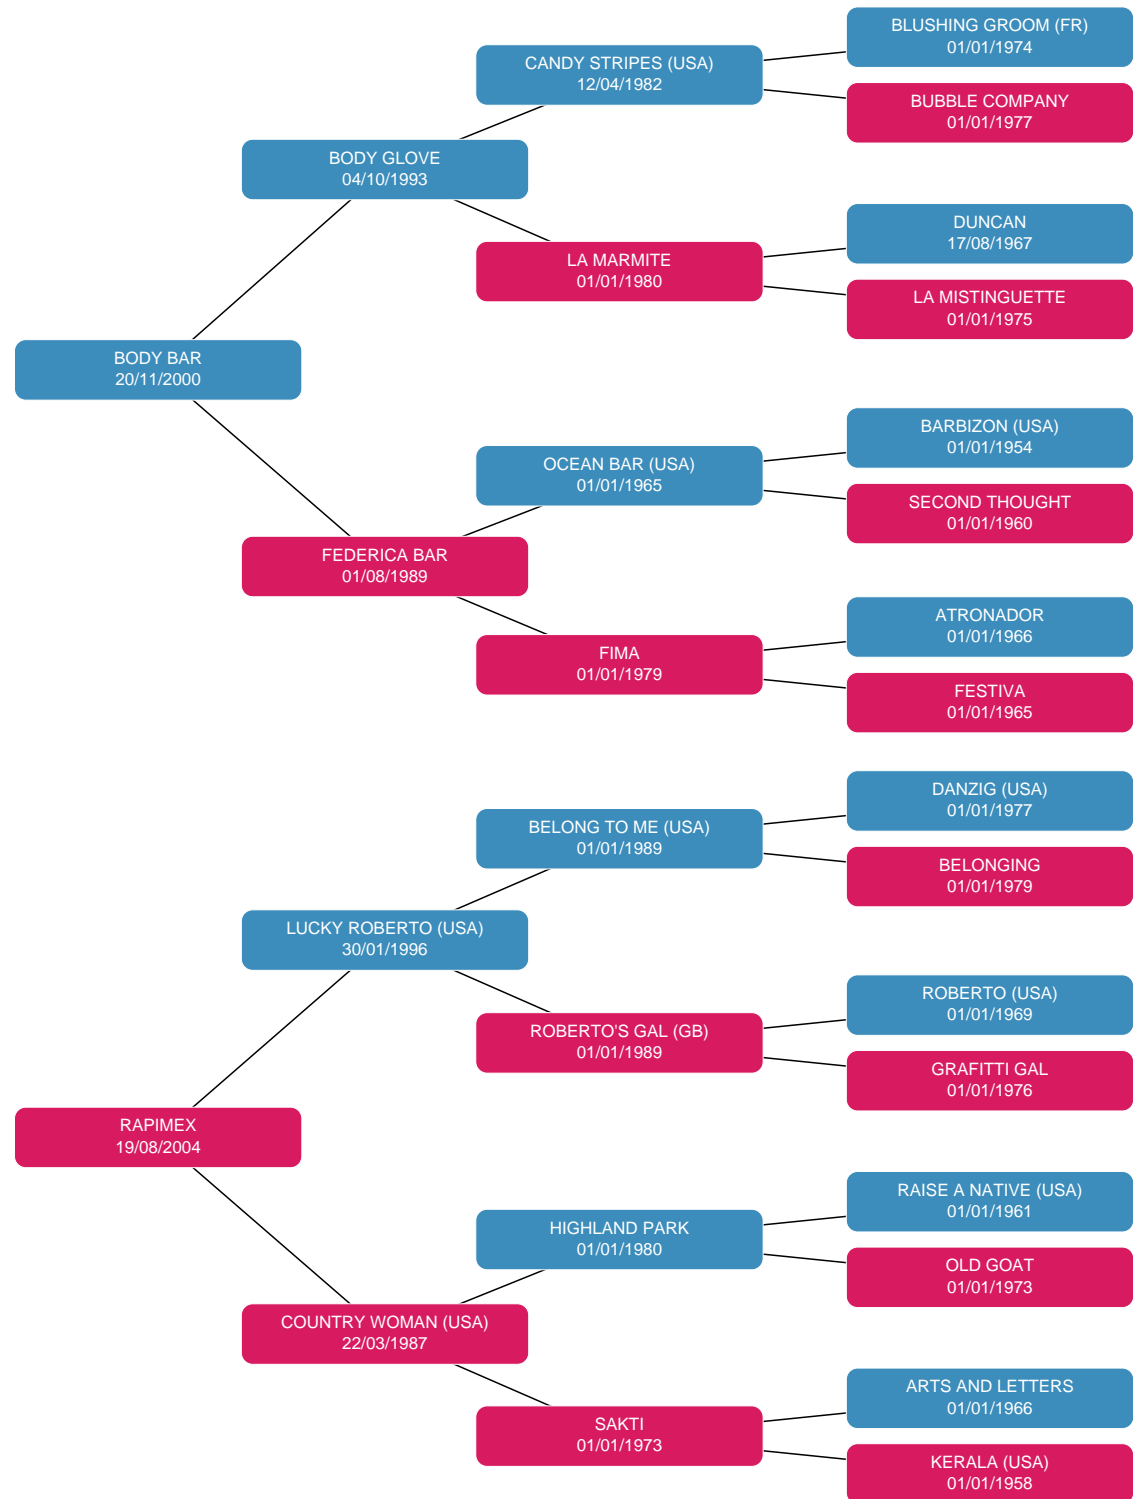 BLUSHING GROOM (FR)
01/01/1974
CANDY STRIPES (USA)
12/04/1982
BUBBLE COMPANY
01/01/1977
BODY GLOVE
04/10/1993
DUNCAN
17/08/1967
LA MARMITE
01/01/1980
LA MISTINGUETTE
01/01/1975
BODY BAR
20/11/2000
BARBIZON (USA)
01/01/1954
OCEAN BAR (USA)
01/01/1965
SECOND THOUGHT
01/01/1960
FEDERICA BAR
01/08/1989
ATRONADOR
01/01/1966
FIMA
01/01/1979
FESTIVA
01/01/1965
DANZIG (USA)
01/01/1977
BELONG TO ME (USA)
01/01/1989
BELONGING
01/01/1979
LUCKY ROBERTO (USA)
30/01/1996
ROBERTO (USA)
01/01/1969
ROBERTO'S GAL (GB)
01/01/1989
GRAFITTI GAL
01/01/1976
RAPIMEX
19/08/2004
RAISE A NATIVE (USA)
01/01/1961
HIGHLAND PARK
01/01/1980
OLD GOAT
01/01/1973
COUNTRY WOMAN (USA)
22/03/1987
ARTS AND LETTERS
01/01/1966
SAKTI
01/01/1973
KERALA (USA)
01/01/1958